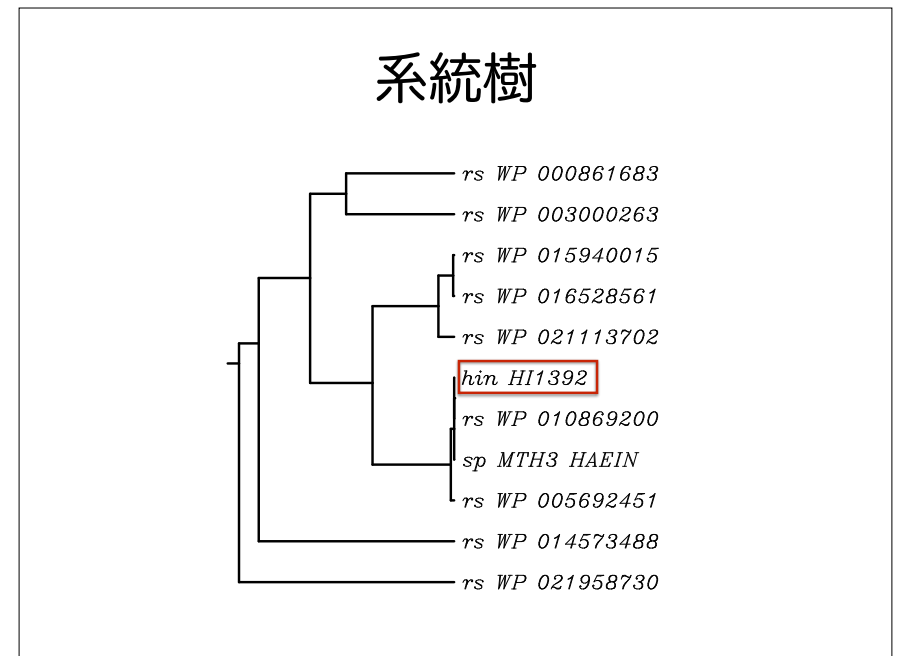 系統樹
rs WP 000861683
rs WP 003000263
rs WP 015940015
rs WP 016528561
rs WP 021113702
hin HI1392
rs WP 010869200
sp MTH3 HAEIN
rs WP 005692451
rs WP 014573488
rs WP 021958730